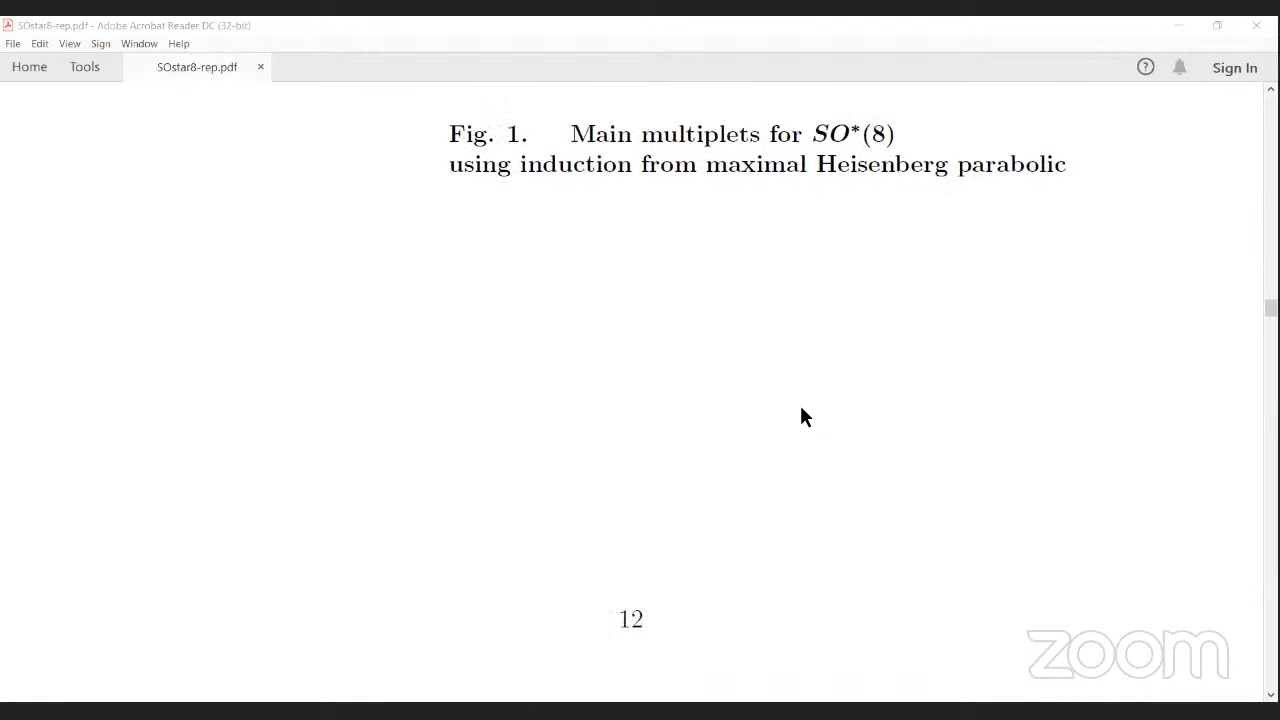 SOstar8-rep.pdf - Adobe Acrobat Reader DC (32-bit)
File Edit View Sign Window Help
Home Tools SOstar8-rep.pdf × ? Sign In
Fig. 1. Main multiplets for SO*(8)
using induction from maximal Heisenberg parabolic
12
zoom